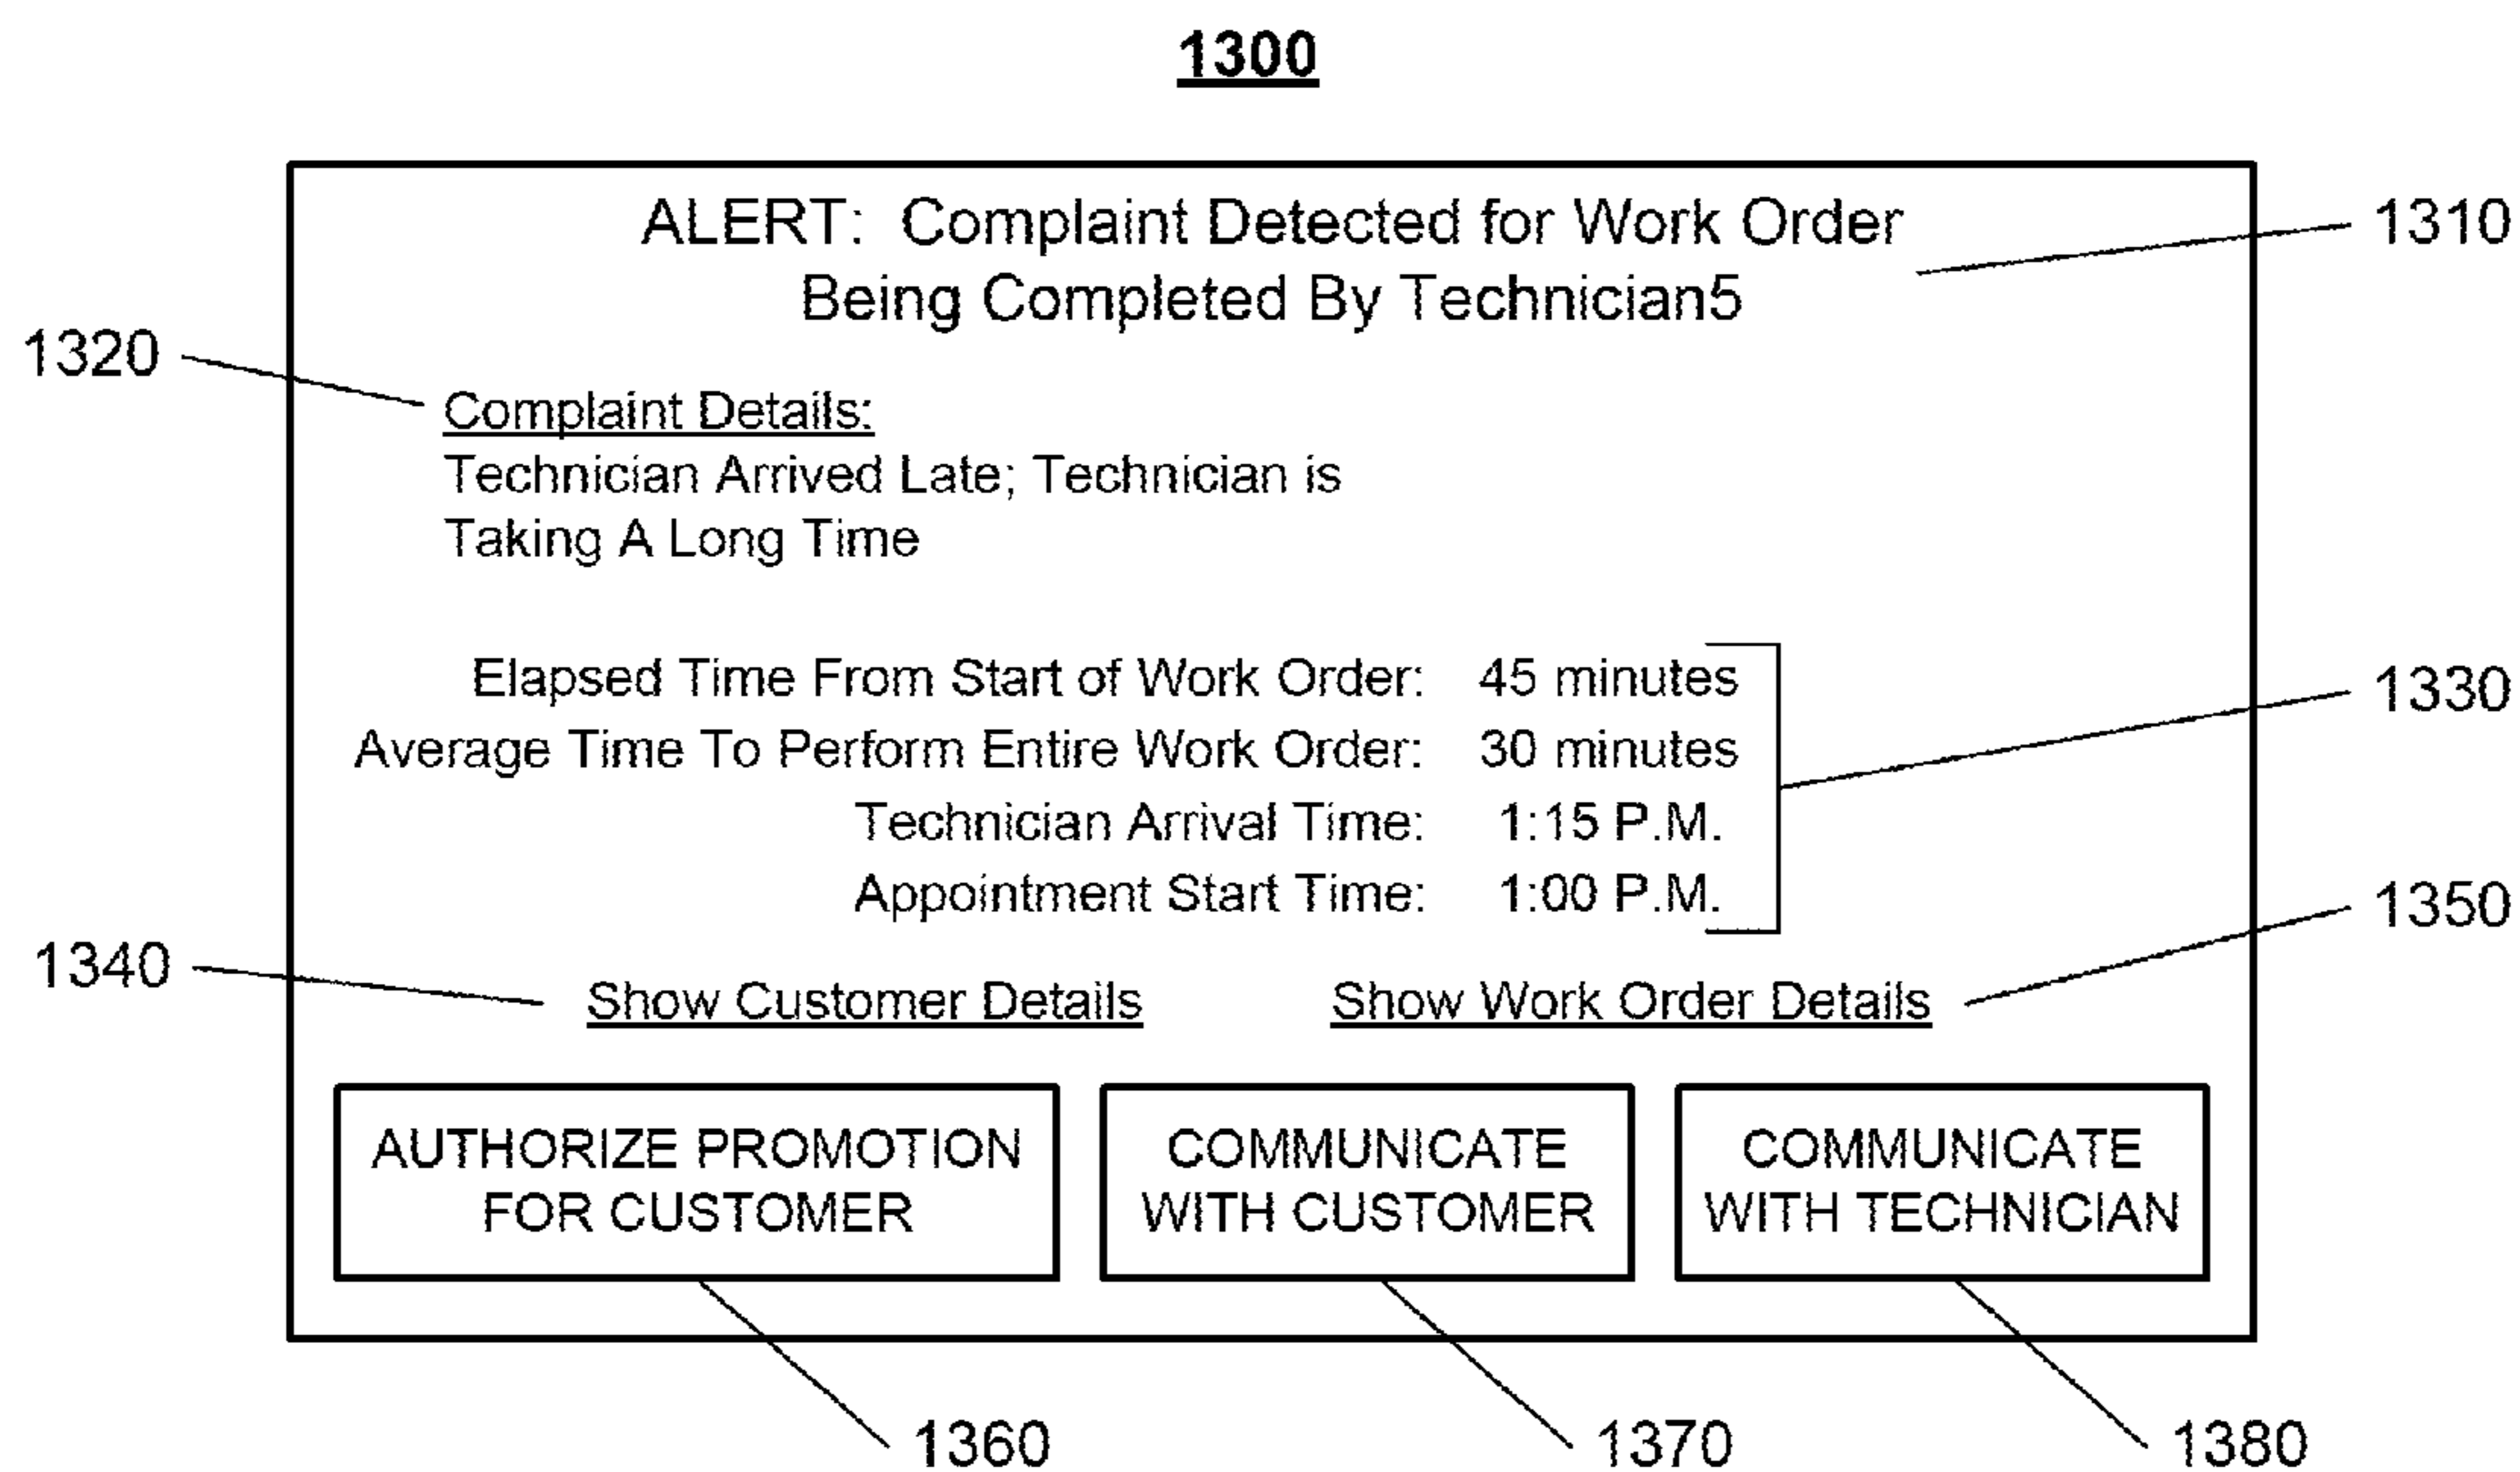 1300
ALERT: Complaint Detected for Work Order
Being Completed By Technician5
1310
1320
Complaint Details:
Technician Arrived Late; Technician is
Taking A Long Time
Elapsed Time From Start of Work Order: 45 minutes
Average Time To Perform Entire Work Order: 30 minutes
Technician Arrival Time: 1:15 P.M.
Appointment Start Time: 1:00 P.M.
1330
1350
1340
Show Customer Details
Show Work Order Details
AUTHORIZE PROMOTION
FOR CUSTOMER
COMMUNICATE
WITH CUSTOMER
COMMUNICATE
WITH TECHNICIAN
1360
1370
1380